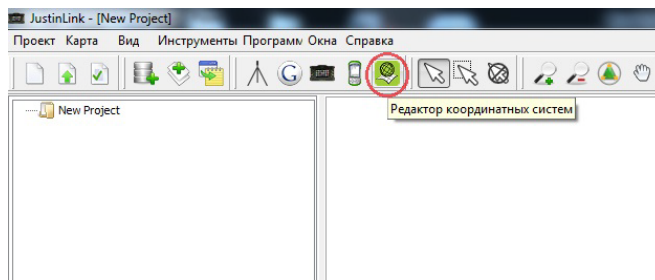 JustinLink - [New Project]
Проект Карта Вид Инструменты Программ Окна Справка
G
Редактор координатных систем
New Project